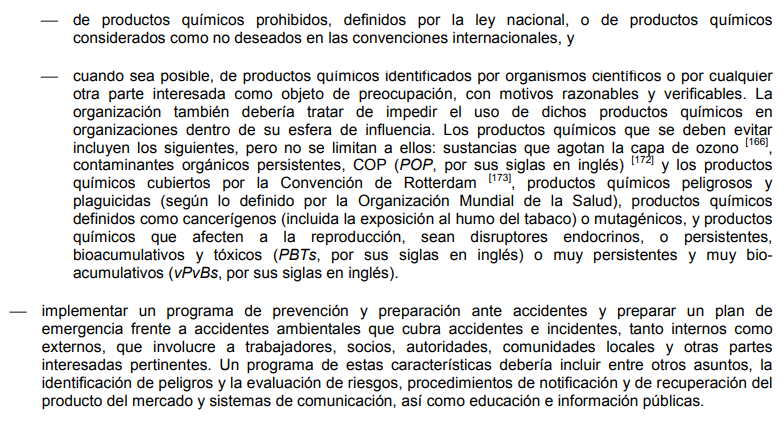 — de productos químicos prohibidos, definidos por la ley nacional, o de productos químicos
considerados como no deseados en las convenciones internacionales, y
— cuando sea posible, de productos químicos identificados por organismos científicos o por cualquier
otra parte interesada como objeto de preocupación, con motivos razonables y verificables. La
organización también debería tratar de impedir el uso de dichos productos químicos en
organizaciones dentro de su esfera de influencia. Los productos químicos que se deben evitar
incluyen los siguientes, pero no se limitan a ellos: sustancias que agotan la capa de ozono [166],
contaminantes orgánicos persistentes, COP (POP, por sus siglas en inglés) [172] y los productos
químicos cubiertos por la Convención de Rotterdam [173], productos químicos peligrosos y
plaguicidas (según lo definido por la Organización Mundial de la Salud), productos químicos
definidos como cancerígenos (incluida la exposición al humo del tabaco) o mutagénicos, y productos
químicos que afecten a la reproducción, sean disruptores endocrinos, o persistentes,
bioacumulativos y tóxicos (PBTs, por sus siglas en inglés) o muy persistentes y muy bio-
acumulativos (vPvBs, por sus siglas en inglés).
— implementar un programa de prevención y preparación ante accidentes y preparar un plan de
emergencia frente a accidentes ambientales que cubra accidentes e incidentes, tanto internos como
externos, que involucre a trabajadores, socios, autoridades, comunidades locales y otras partes
interesadas pertinentes. Un programa de estas características debería incluir entre otros asuntos, la
identificación de peligros y la evaluación de riesgos, procedimientos de notificación y de recuperación del
producto del mercado y sistemas de comunicación, así como educación e información públicas.